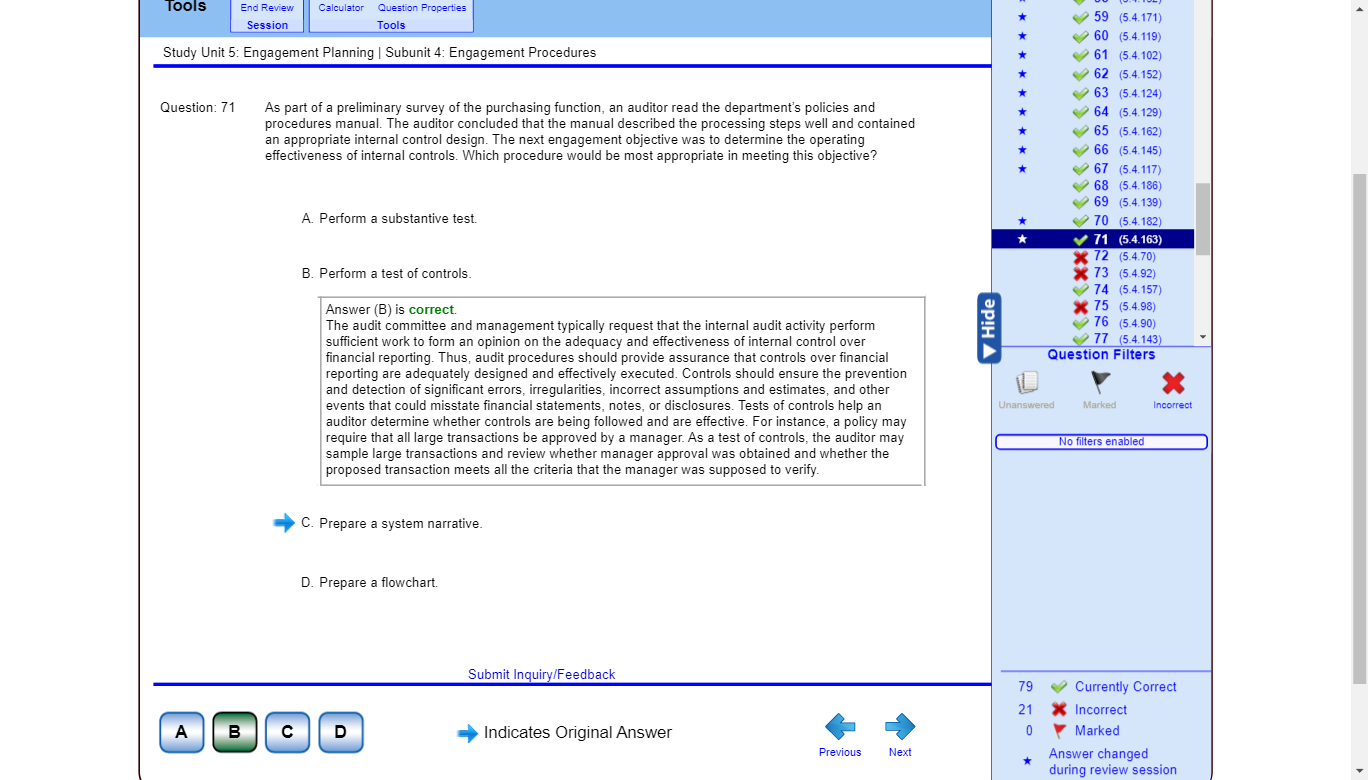 Tools
End Review
Session
Calculator Question Properties
Tools
Study Unit 5: Engagement Planning | Subunit 4: Engagement Procedures
Question: 71
As part of a preliminary survey of the purchasing function, an auditor read the department's policies and
procedures manual. The auditor concluded that the manual described the processing steps well and contained
an appropriate internal control design. The next engagement objective was to determine the operating
effectiveness of internal controls. Which procedure would be most appropriate in meeting this objective?
A. Perform a substantive test.
B. Perform a test of controls.
Answer (B) is correct.
The audit committee and management typically request that the internal audit activity perform
sufficient work to form an opinion on the adequacy and effectiveness of internal control over
financial reporting. Thus, audit procedures should provide assurance that controls over financial
reporting are adequately designed and effectively executed. Controls should ensure the prevention
and detection of significant errors, irregularities, incorrect assumptions and estimates, and other
events that could misstate financial statements, notes, or disclosures. Tests of controls help an
auditor determine whether controls are being followed and are effective. For instance, a policy may
require that all large transactions be approved by a manager. As a test of controls, the auditor may
sample large transactions and review whether manager approval was obtained and whether the
proposed transaction meets all the criteria that the manager was supposed to verify.
C. Prepare a system narrative.
D. Prepare a flowchart.
Submit Inquiry/Feedback
A B C D
Indicates Original Answer
Previous
Next
59 (5.4.171)
60 (5.4.119)
61 (5.4.102)
62 (5.4.152)
63 (5.4.124)
64 (5.4.129)
65 (5.4.162)
66 (5.4.145)
67 (5.4.117)
68 (5.4.186)
69 (5.4.139)
70 (5.4.182)
71 (5.4.163)
72 (5.4.70)
73 (5.4.92)
74 (5.4.157)
75 (5.4.98)
76 (5.4.90)
77 (5.4.143)
Hide
Question Filters
Unanswered
Marked
Incorrect
No filters enabled
79 Currently Correct
21 Incorrect
0 Marked
Answer changed
during review session